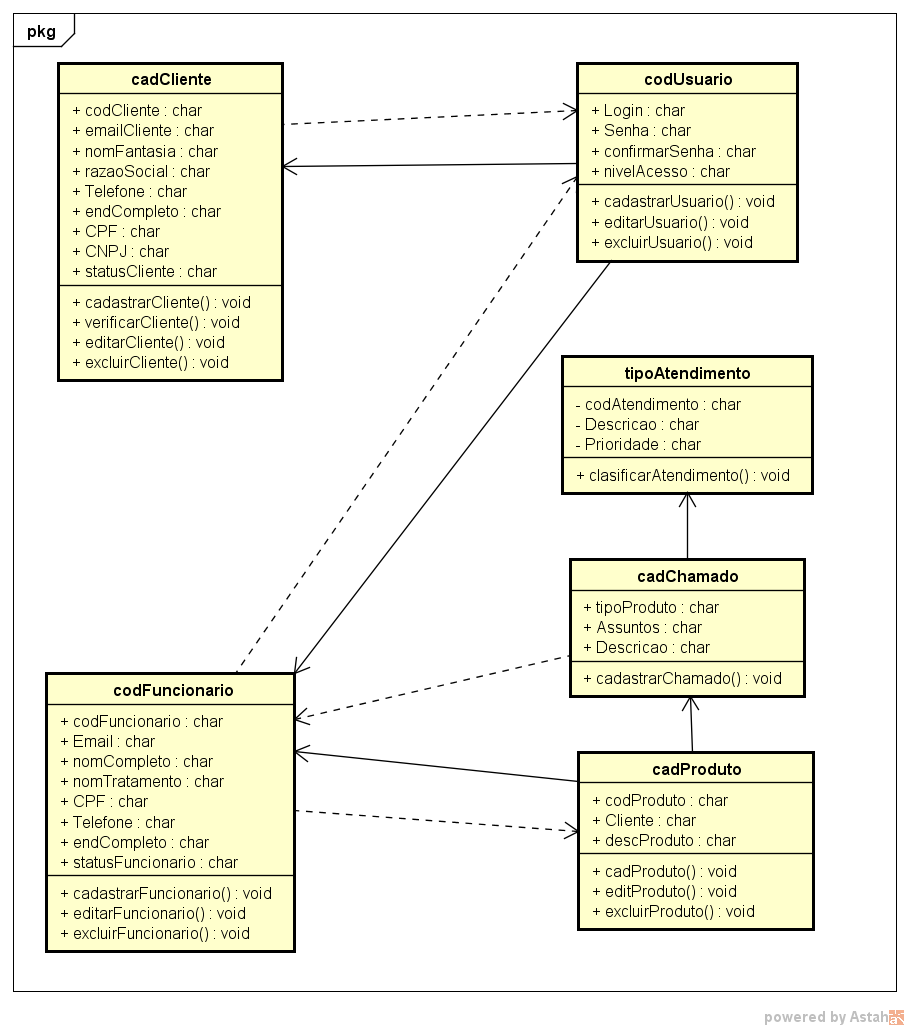 pkg
cadCliente
+ codCliente : char
+ emailCliente : char
+ nomFantasia : char
+ razaoSocial : char
+ Telefone : char
+ endCompleto : char
+ CPF : char
+ CNPJ : char
+ statusCliente : char
+ cadastrarCliente() : void
+ verificarCliente() : void
+ editarCliente() : void
+ excluirCliente() : void
codUsuario
+ Login : char
+ Senha : char
+ confirmarSenha : char
+ nivelAcesso : char
+ cadastrarUsuario() : void
+ editarUsuario() : void
+ excluirUsuario() : void
tipoAtendimento
- codAtendimento : char
- Descricao : char
- Prioridade : char
+ clasificarAtendimento() : void
cadChamado
+ tipoProduto : char
+ Assuntos : char
+ Descricao : char
+ cadastrarChamado() : void
codFuncionario
+ codFuncionario : char
+ Email : char
+ nomCompleto : char
+ nomTratamento : char
+ CPF : char
+ Telefone : char
+ endCompleto : char
+ statusFuncionario : char
+ cadastrarFuncionario() : void
+ editarFuncionario() : void
+ excluirFuncionario() : void
cadProduto
+ codProduto : char
+ Cliente : char
+ descProduto : char
+ cadProduto() : void
+ editProduto() : void
+ excluirProduto() : void
powered by Astah